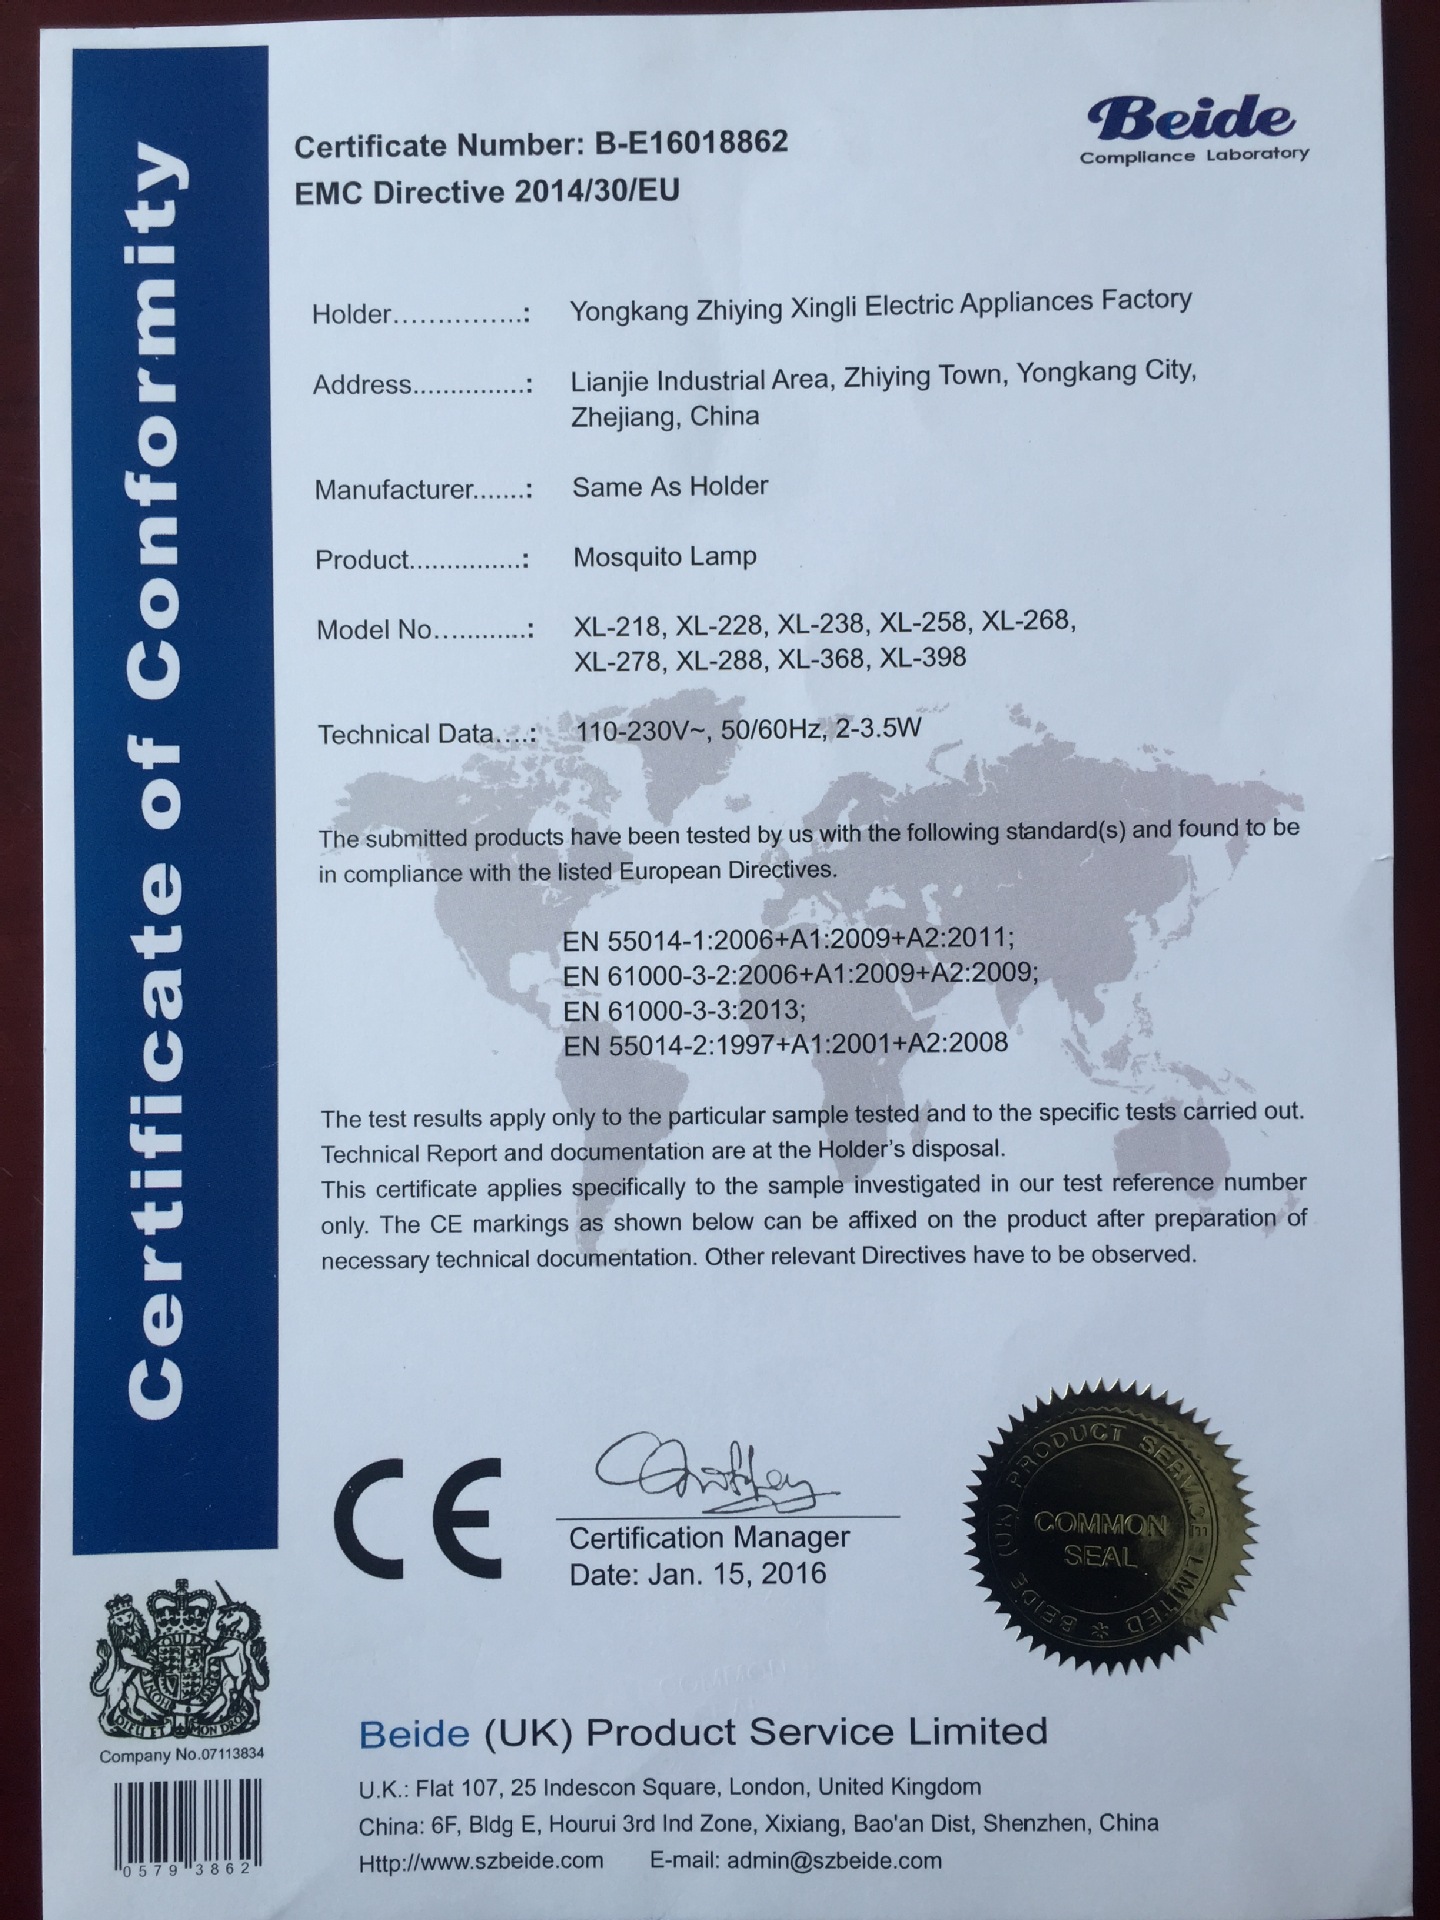 Certificate of Conformity
Beide
Compliance Laboratory
Certificate Number: B-E16018862
EMC Directive 2014/30/EU
Holder...............: Yongkang Zhiying Xingli Electric Appliances Factory
Address...............: Lianjie Industrial Area, Zhiying Town, Yongkang City,
Zhejiang, China
Manufacturer.......: Same As Holder
Product...............: Mosquito Lamp
Model No............: XL-218, XL-228, XL-238, XL-258, XL-268,
XL-278, XL-288, XL-368, XL-398
Technical Data....: 110-230V~, 50/60Hz, 2-3.5W
The submitted products have been tested by us with the following standard(s) and found to be
in compliance with the listed European Directives.
EN 55014-1:2006+A1:2009+A2:2011;
EN 61000-3-2:2006+A1:2009+A2:2009;
EN 61000-3-3:2013;
EN 55014-2:1997+A1:2001+A2:2008
The test results apply only to the particular sample tested and to the specific tests carried out.
Technical Report and documentation are at the Holder's disposal.
This certificate applies specifically to the sample investigated in our test reference number
only. The CE markings as shown below can be affixed on the product after preparation of
necessary technical documentation. Other relevant Directives have to be observed.
CE
Certification Manager
Date: Jan. 15, 2016
BEIDE (UK) PRODUCT SERVICE LIMITED *
COMMON
SEAL
DIEU ET MON DROIT
Company No.07113834
0579 3862
Beide (UK) Product Service Limited
U.K.: Flat 107, 25 Indescon Square, London, United Kingdom
China: 6F, Bldg E, Hourui 3rd Ind Zone, Xixiang, Bao'an Dist, Shenzhen, China
Http://www.szbeide.com E-mail: admin@szbeide.com